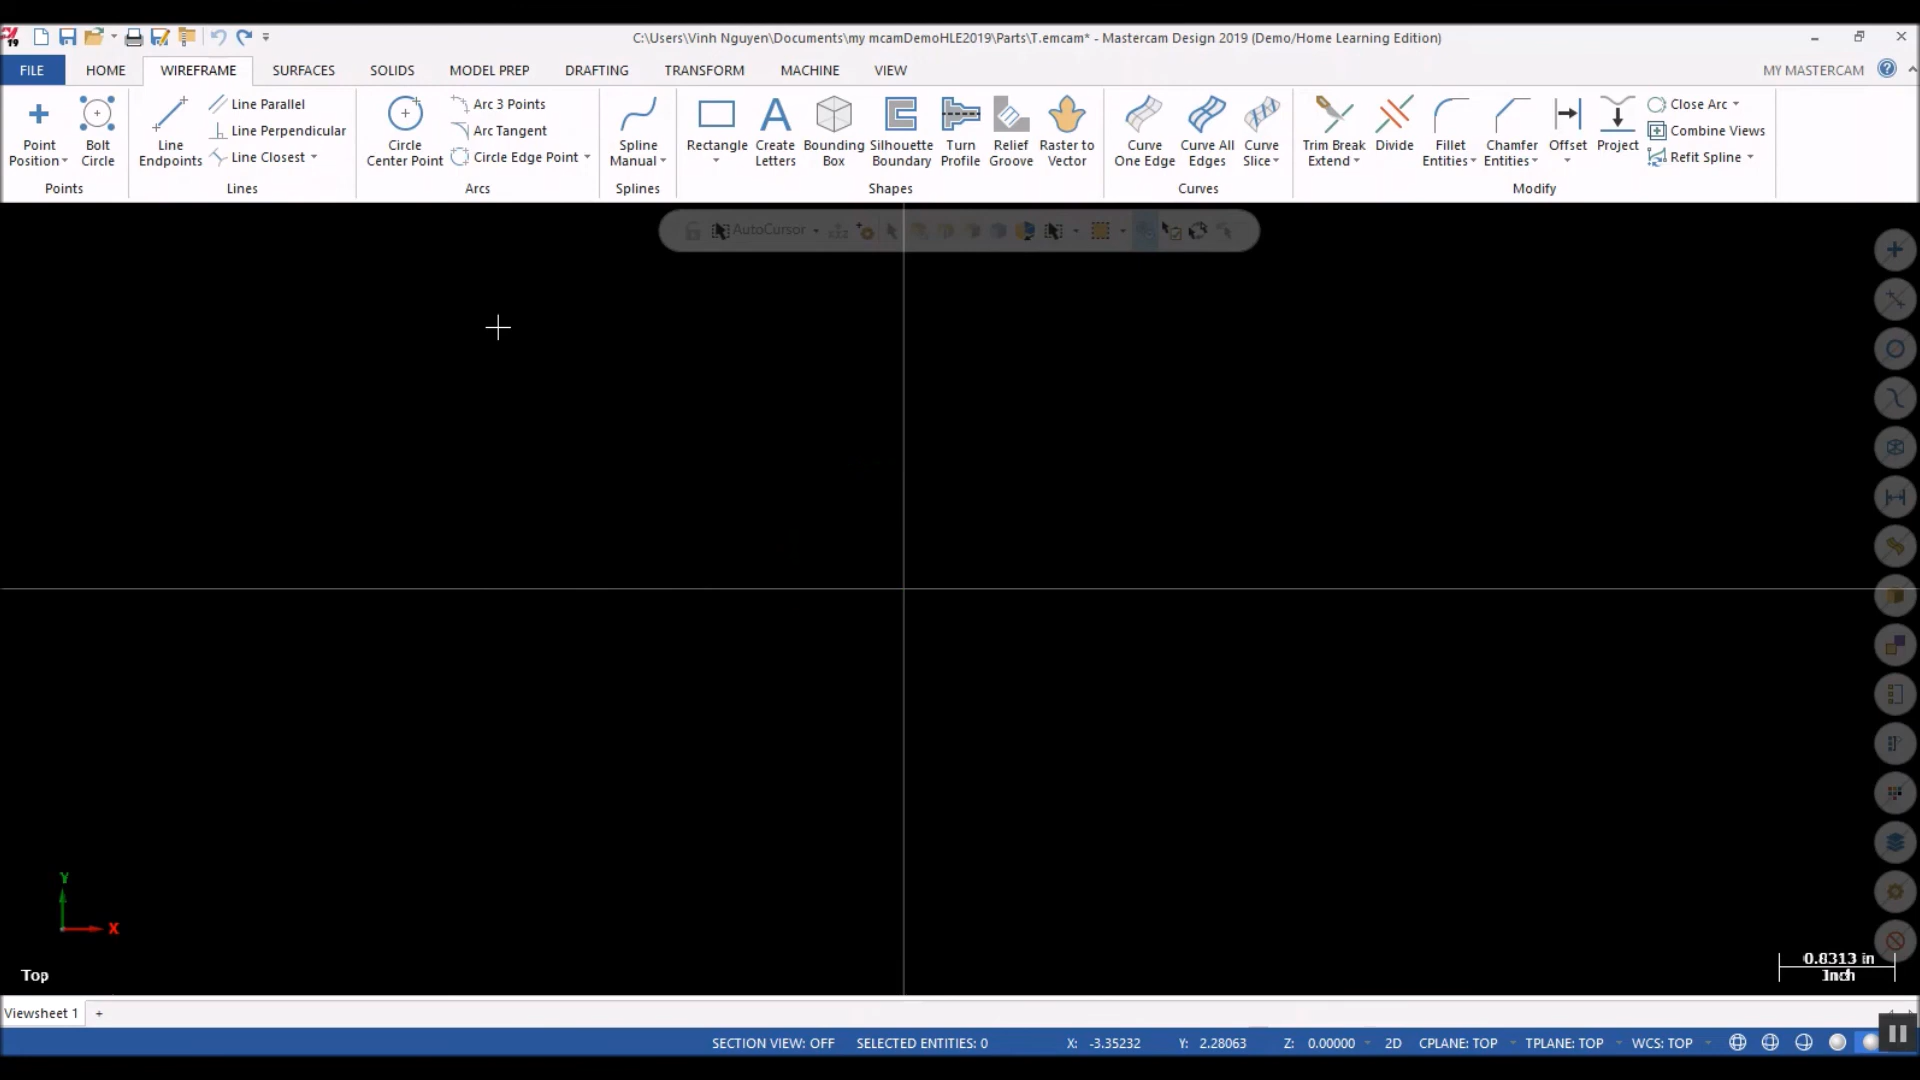 19 C:\Users\Vinh Nguyen\Documents\my mcamDemoHLE2019\Parts\T.emcam* - Mastercam Design 2019 (Demo/Home Learning Edition)
FILE HOME WIREFRAME SURFACES SOLIDS MODEL PREP DRAFTING TRANSFORM MACHINE VIEW MY MASTERCAM ?
Point Position
Bolt Circle
Points
Line Endpoints
Line Parallel
Line Perpendicular
Line Closest
Lines
Circle Center Point
Arc 3 Points
Arc Tangent
Circle Edge Point
Arcs
Spline Manual
Splines
Rectangle
Create Letters
Bounding Box
Silhouette Boundary
Turn Profile
Relief Groove
Raster to Vector
Shapes
Curve One Edge
Curve All Edges
Curve Slice
Curves
Trim Break Extend
Divide
Fillet Entities
Chamfer Entities
Offset
Project
Close Arc
Combine Views
Refit Spline
Modify
AutoCursor
Y
X
Top
0.8313 in
Inch
Viewsheet 1 +
SECTION VIEW: OFF SELECTED ENTITIES: 0 X: -3.35232 Y: 2.28063 Z: 0.00000 2D CPLANE: TOP TPLANE: TOP WCS: TOP